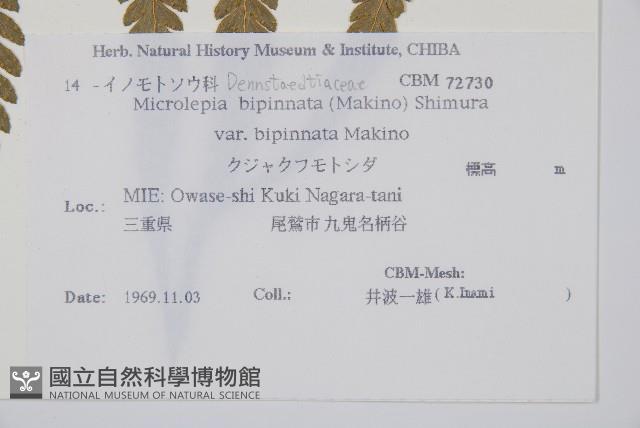 Herb. Natural History Museum & Institute, CHIBA
14 -イノモトソウ科 Dennstaedtiaceae CBM 72730
Microlepia bipinnata (Makino) Shimura
var. bipinnata Makino
クジャクフモトシダ 標高 m
Loc.: MIE: Owase-shi Kuki Nagara-tani
三重県 尾鷲市 九鬼名柄谷
CBM-Mesh:
Date: 1969.11.03 Coll.: 井波一雄 ( K.Inami )
國立自然科學博物館
NATIONAL MUSEUM OF NATURAL SCIENCE